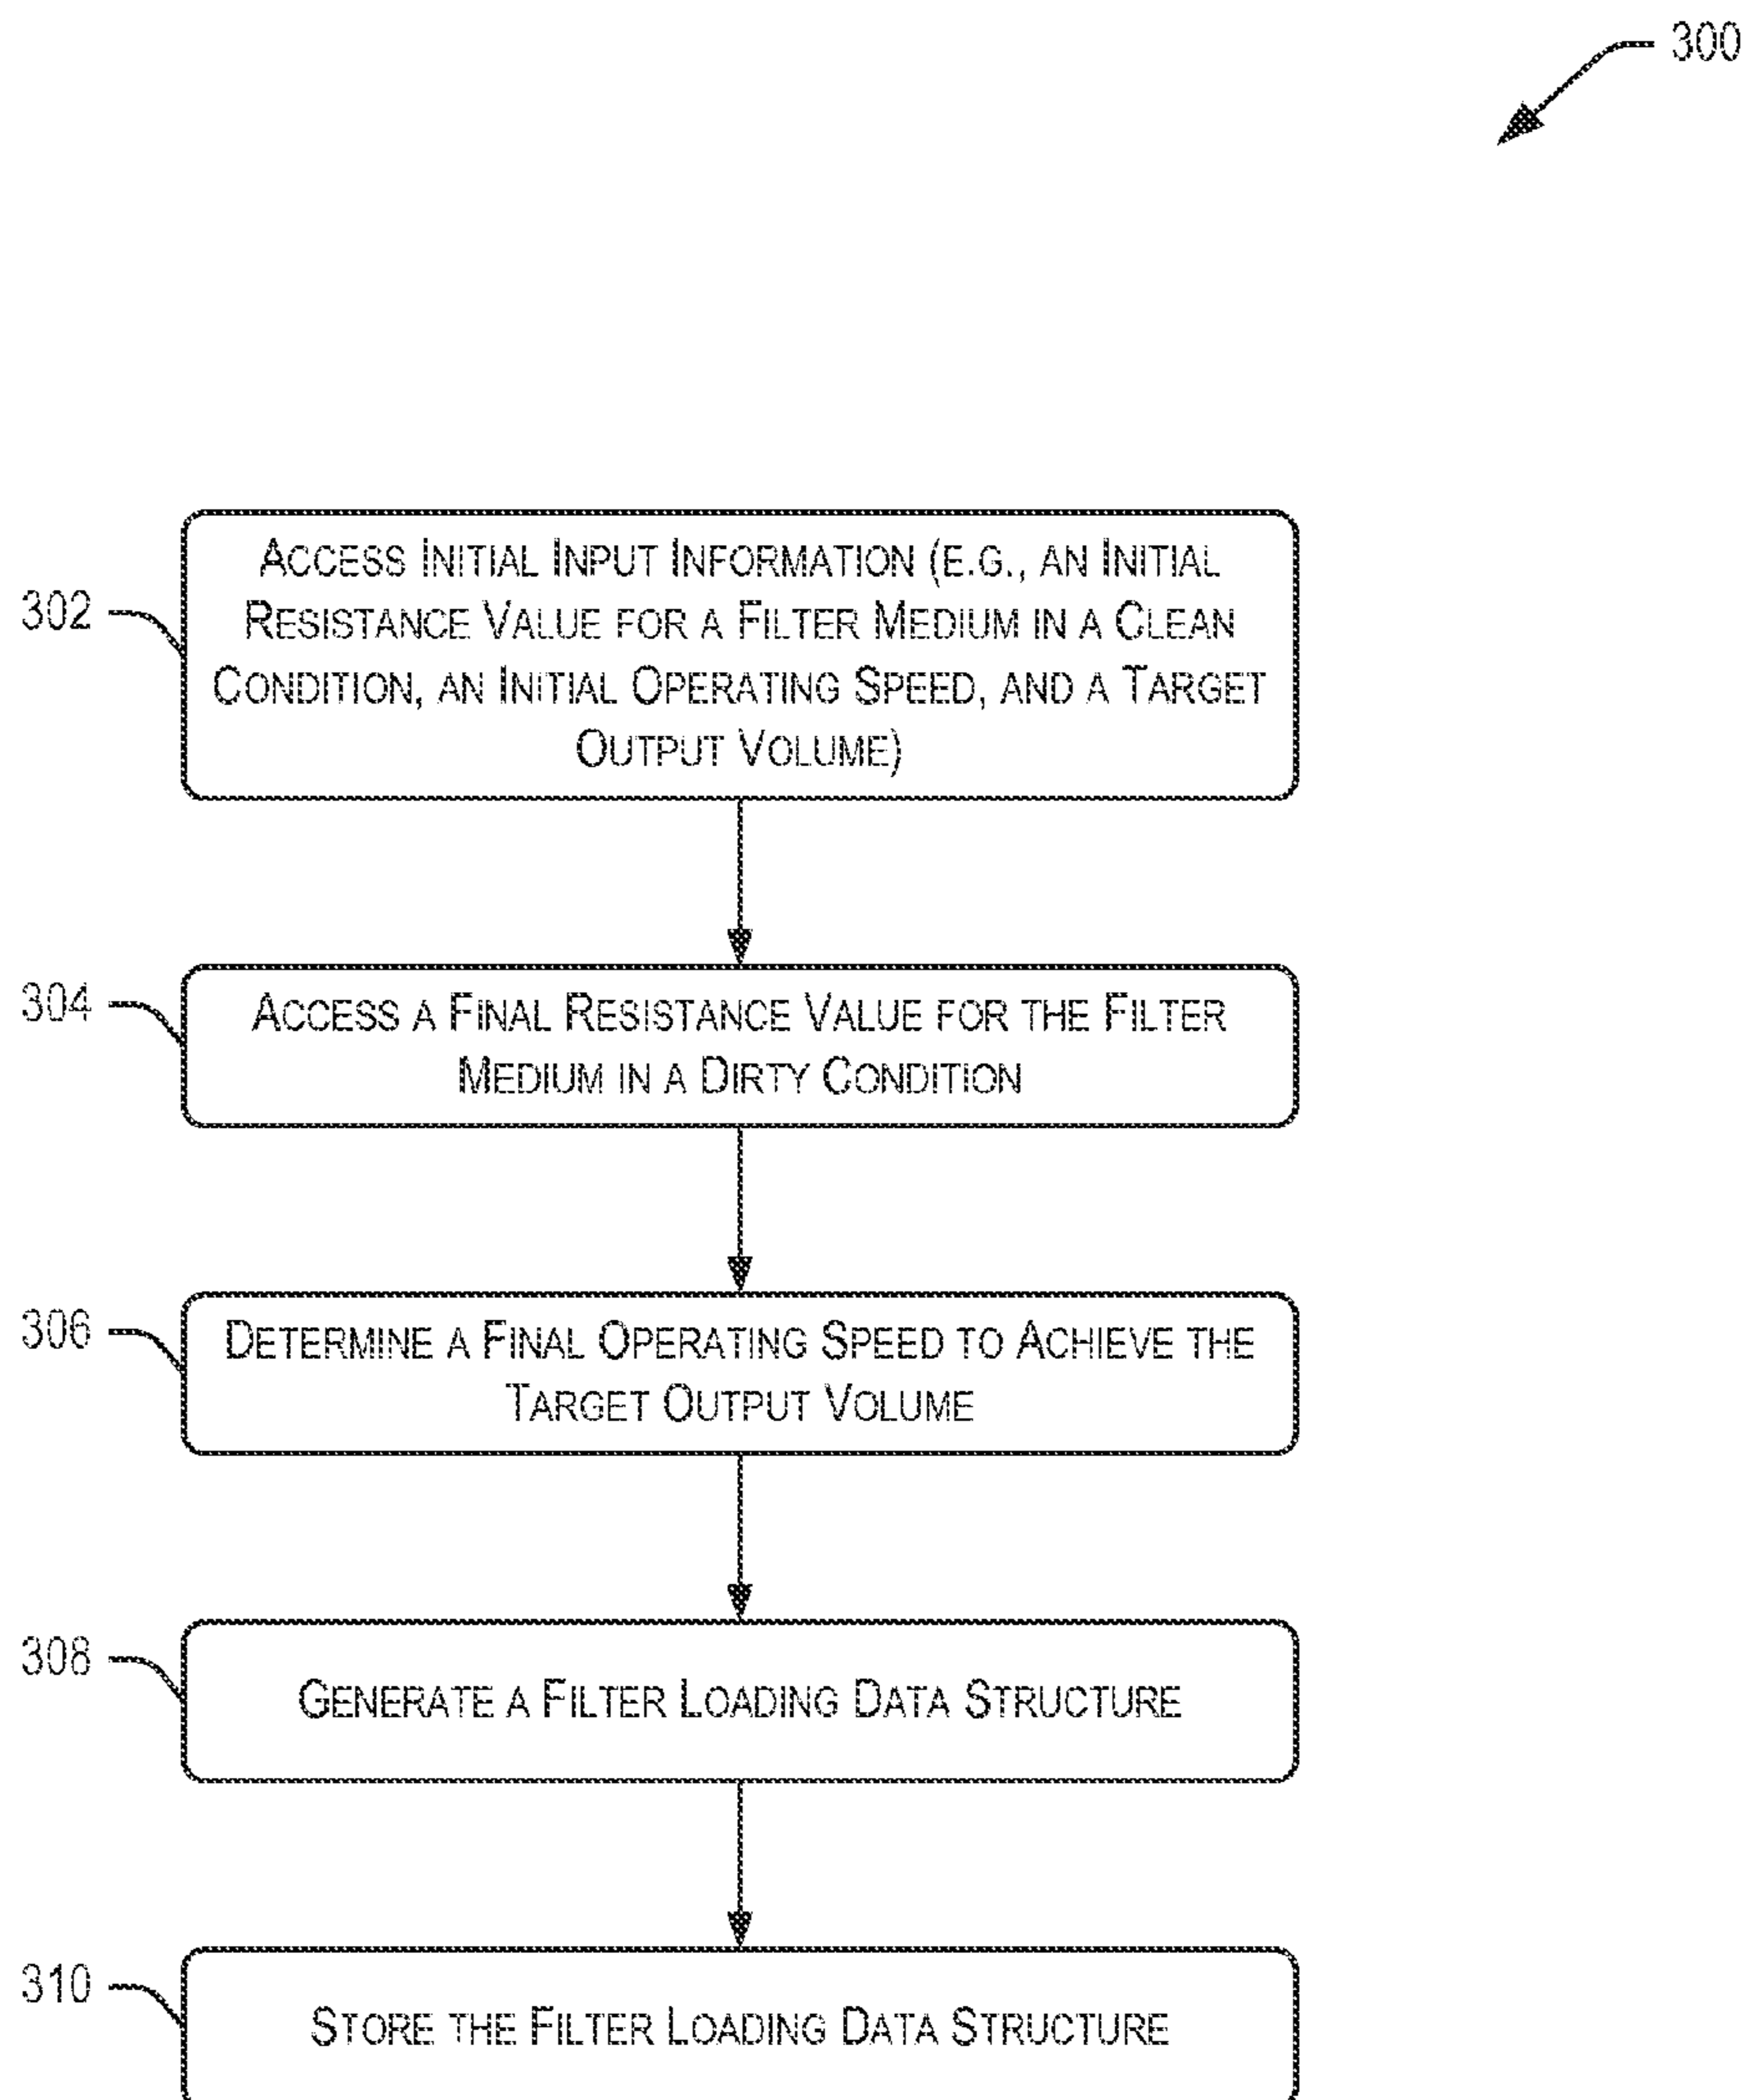 300
302
ACCESS INITIAL INPUT INFORMATION (E.G., AN INITIAL
RESISTANCE VALUE FOR A FILTER MEDIUM IN A CLEAN
CONDITION, AN INITIAL OPERATING SPEED, AND A TARGET
OUTPUT VOLUME)
304
ACCESS A FINAL RESISTANCE VALUE FOR THE FILTER
MEDIUM IN A DIRTY CONDITION
306
DETERMINE A FINAL OPERATING SPEED TO ACHIEVE THE
TARGET OUTPUT VOLUME
308
GENERATE A FILTER LOADING DATA STRUCTURE
310
STORE THE FILTER LOADING DATA STRUCTURE